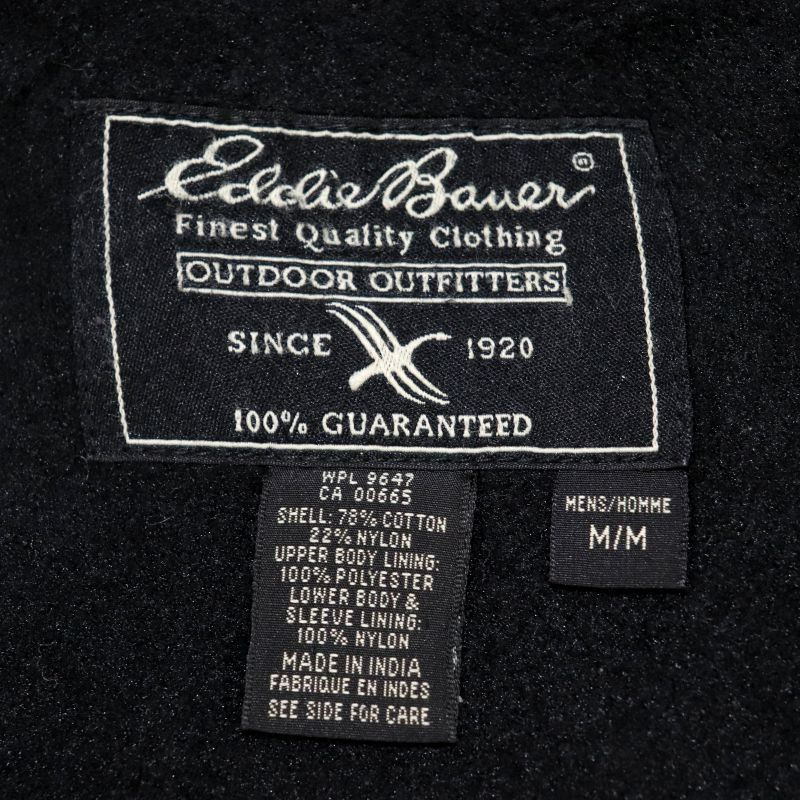 Eddie Bauer®
Finest Quality Clothing
OUTDOOR OUTFITTERS
SINCE 1920
100% GUARANTEED
WPL 9647
CA 00665
SHELL: 78% COTTON
22% NYLON
UPPER BODY LINING:
100% POLYESTER
LOWER BODY &
SLEEVE LINING:
100% NYLON
MADE IN INDIA
FABRIQUE EN INDES
SEE SIDE FOR CARE
MENS/HOMME
M/M